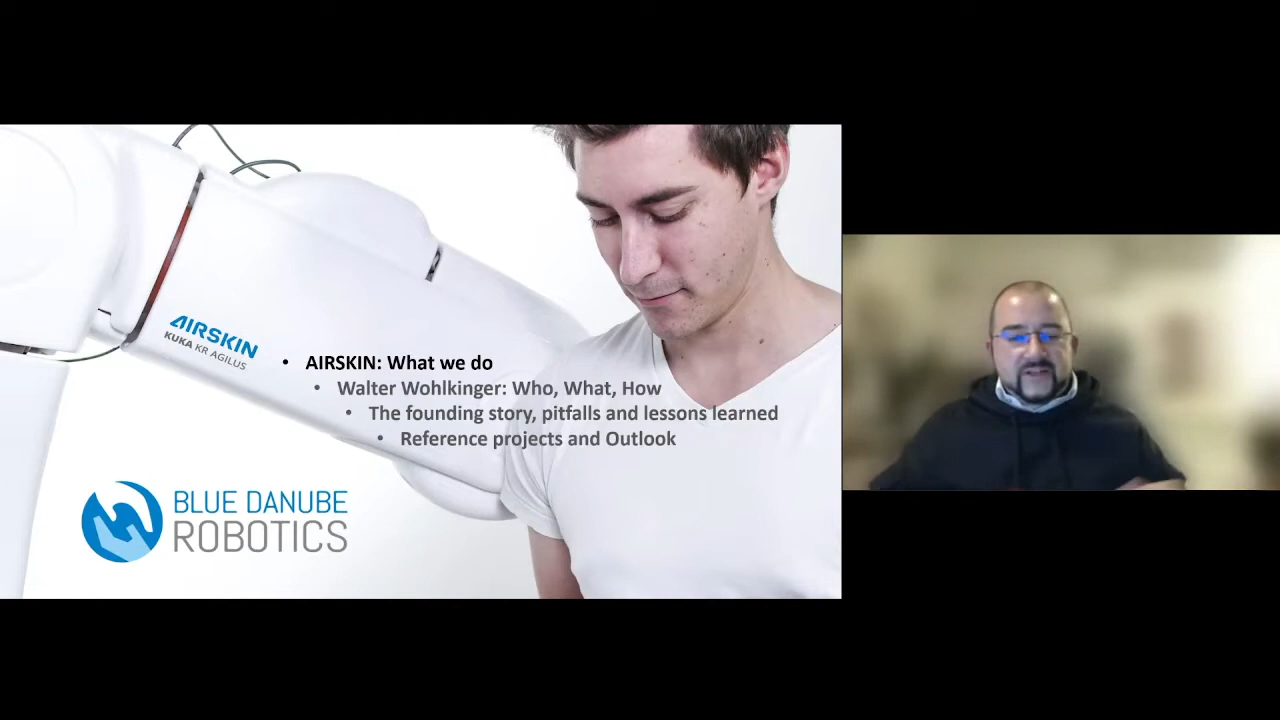 AIRSKIN
KUKA KR AGILUS
• AIRSKIN: What we do
• Walter Wohlkinger: Who, What, How
• The founding story, pitfalls and lessons learned
• Reference projects and Outlook
BLUE DANUBE
ROBOTICS